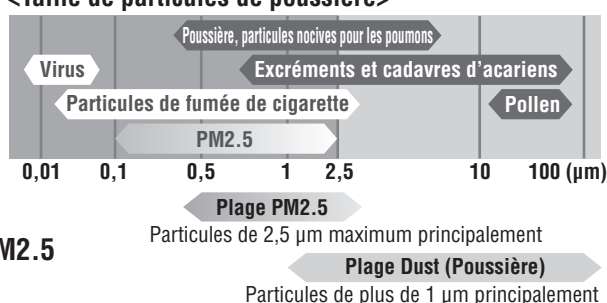 <Taille de particules de poussière>
Poussière, particules nocives pour les poumons
Virus
Excréments et cadavres d'acariens
Particules de fumée de cigarette
Pollen
PM2.5
0,01 0,1 0,5 1 2,5 10 100 (µm)
Plage PM2.5
Particules de 2,5 µm maximum principalement
M2.5
Plage Dust (Poussière)
Particules de plus de 1 µm principalement